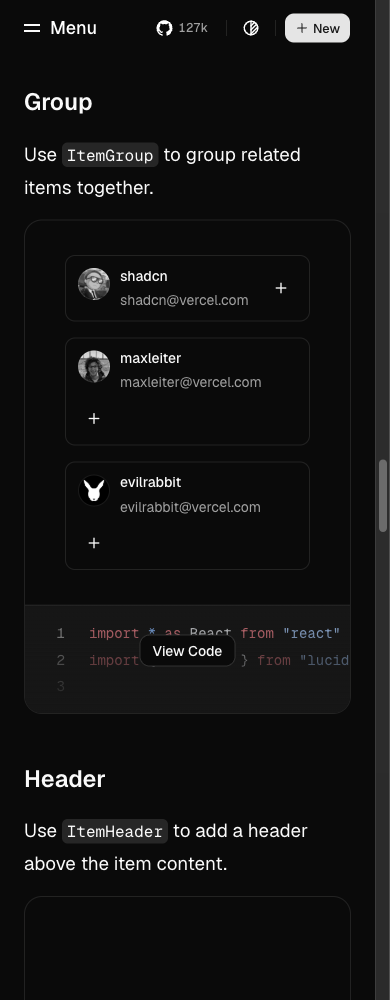 Menu
127k
New
Group
Use ItemGroup to group related
items together.
shadcn
shadcn@vercel.com
maxleiter
maxleiter@vercel.com
evilrabbit
evilrabbit@vercel.com
1 import * as React from "react"
2 import } from "lucid
3
View Code
Header
Use ItemHeader to add a header
above the item content.